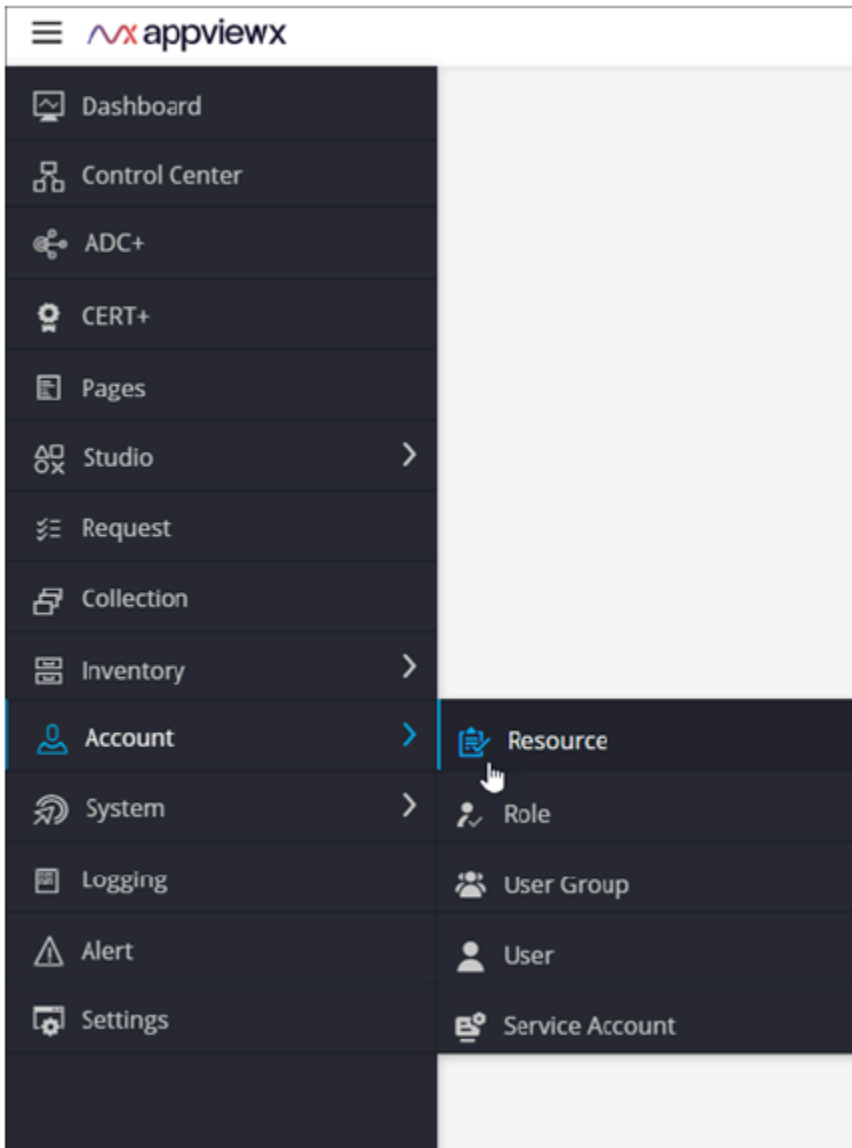 appviewx
Dashboard
Control Center
ADC+
CERT+
Pages
Studio
Request
Collection
Inventory
Account
System
Logging
Alert
Settings
Resource
Role
User Group
User
Service Account